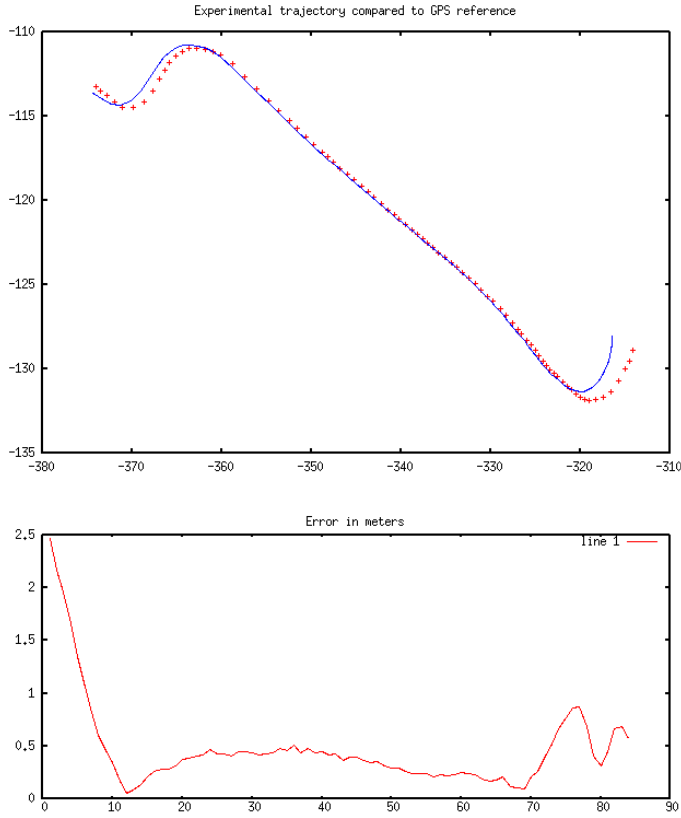 Experimental trajectory compared to GPS reference
-110
-115
-120
-125
-130
-135
-380 -370 -360 -350 -340 -330 -320 -310
Error in meters
2.5
line 1
2
1.5
1
0.5
0
0 10 20 30 40 50 60 70 80 90